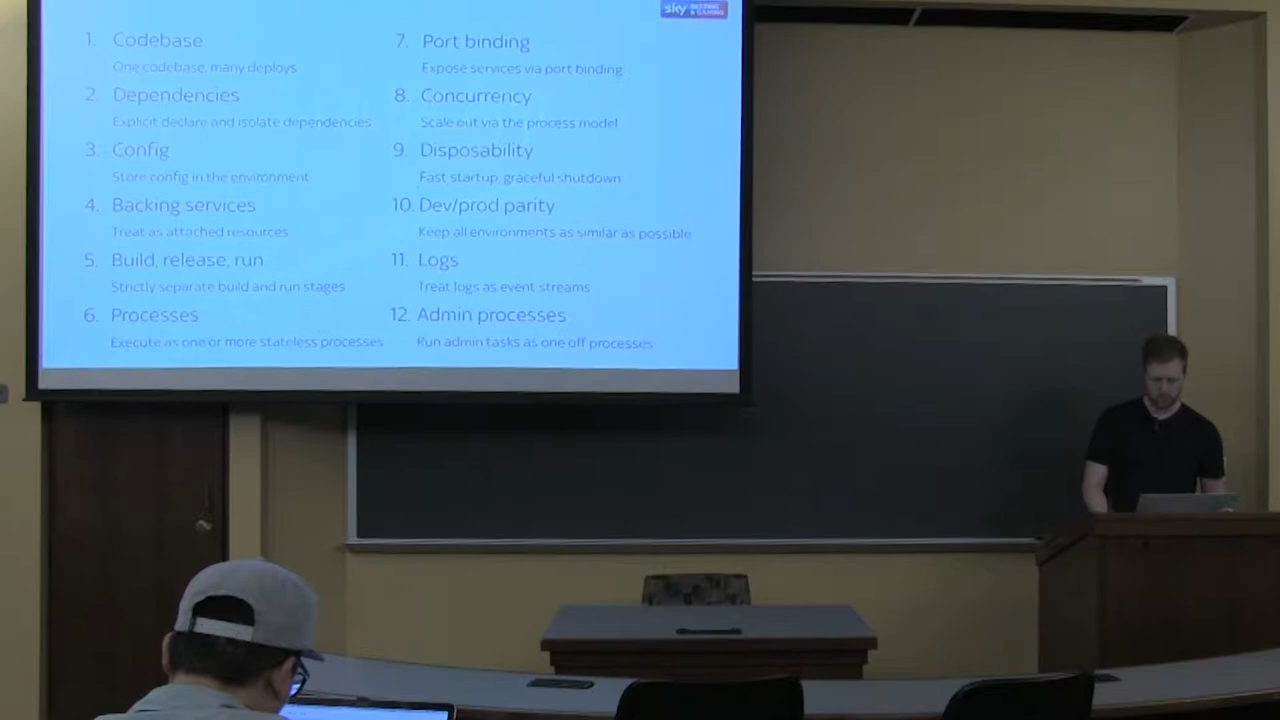 sky BETTING & GAMING
1. Codebase
One codebase, many deploys
2. Dependencies
Explicit declare and isolate dependencies
3. Config
Store config in the environment
4. Backing services
Treat as attached resources
5. Build, release, run
Strictly separate build and run stages
6. Processes
Execute as one or more stateless processes
7. Port binding
Expose services via port binding
8. Concurrency
Scale out via the process model
9. Disposability
Fast startup, graceful shutdown
10. Dev/prod parity
Keep all environments as similar as possible
11. Logs
Treat logs as event streams
12. Admin processes
Run admin tasks as one off processes